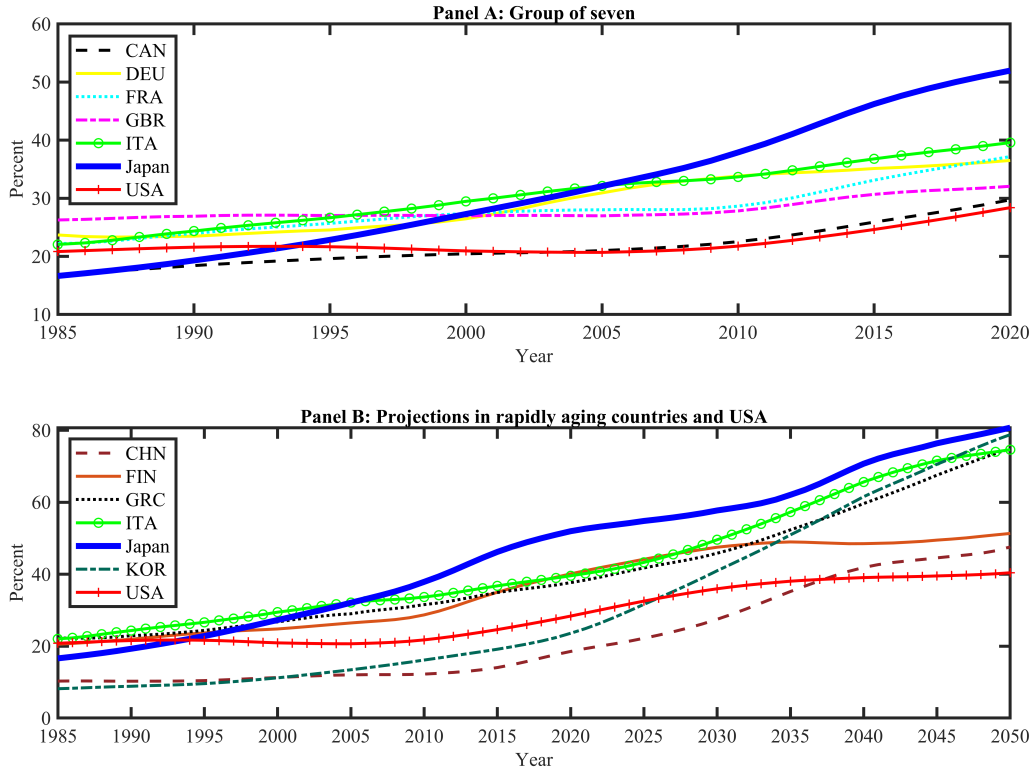 Panel A: Group of seven
60
50
40
30
20
10
Percent
CAN
DEU
FRA
GBR
ITA
Japan
USA
1985 1990 1995 2000 2005 2010 2015 2020
Year
Panel B: Projections in rapidly aging countries and USA
80
60
40
20
0
Percent
CHN
FIN
GRC
ITA
Japan
KOR
USA
1985 1990 1995 2000 2005 2010 2015 2020 2025 2030 2035 2040 2045 2050
Year